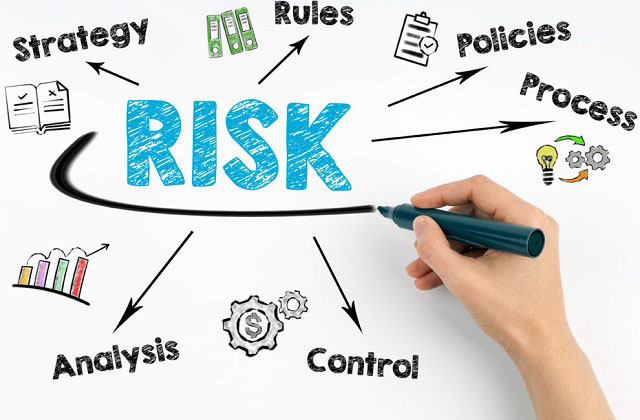 Strategy
Rules
Policies
Process
RISK
$
Analysis
Control